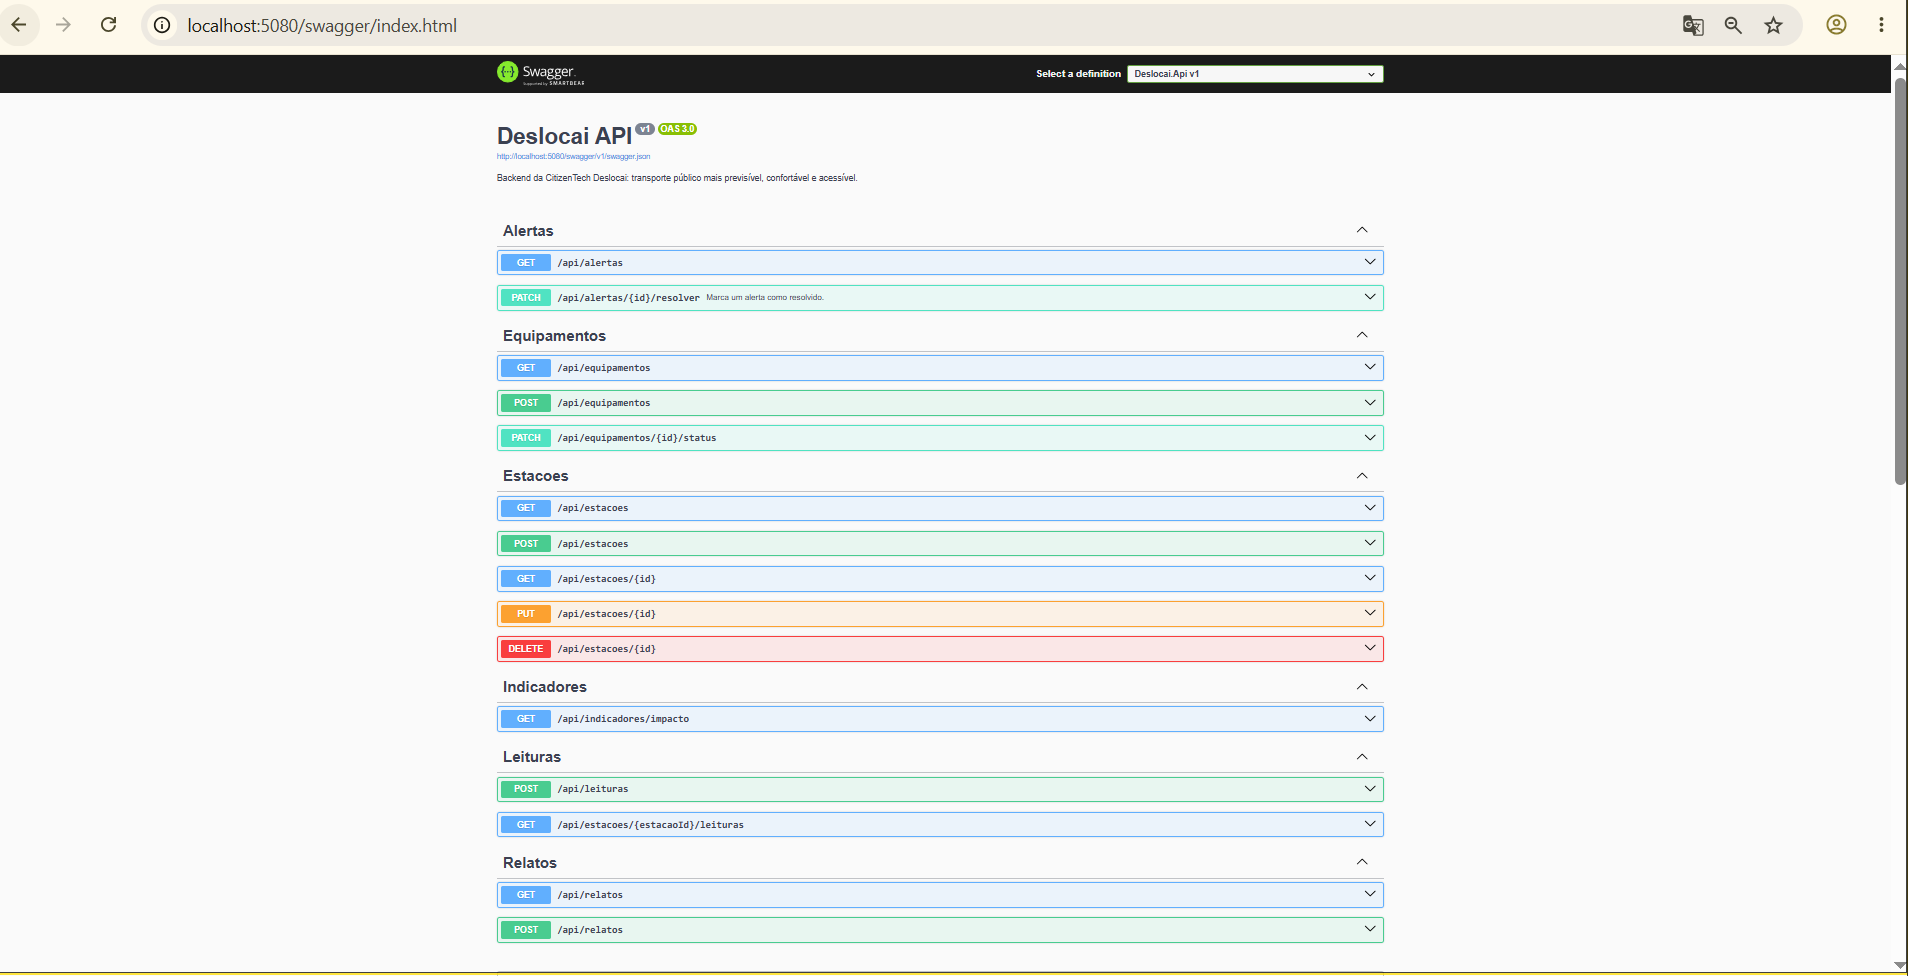 localhost:5080/swagger/index.html
Swagger.
Supported by SMARTBEAR
Select a definition
Deslocai.Api v1
Deslocai API v1 OAS 3.0
http://localhost:5080/swagger/v1/swagger.json
Backend da CitizenTech Deslocai: transporte público mais previsível, confortável e acessível.
Alertas
GET /api/alertas
PATCH /api/alertas/{id}/resolver Marca um alerta como resolvido.
Equipamentos
GET /api/equipamentos
POST /api/equipamentos
PATCH /api/equipamentos/{id}/status
Estacoes
GET /api/estacoes
POST /api/estacoes
GET /api/estacoes/{id}
PUT /api/estacoes/{id}
DELETE /api/estacoes/{id}
Indicadores
GET /api/indicadores/impacto
Leituras
POST /api/leituras
GET /api/estacoes/{estacaoId}/leituras
Relatos
GET /api/relatos
POST /api/relatos